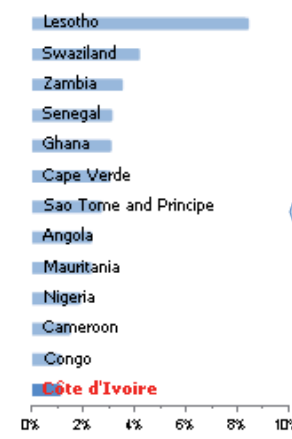 Lesotho
Swaziland
Zambia
Senegal
Ghana
Cape Verde
Sao Tome and Principe
Angola
Mauritania
Nigeria
Cameroon
Congo
Côte d'Ivoire
0% 2% 4% 6% 8% 10%